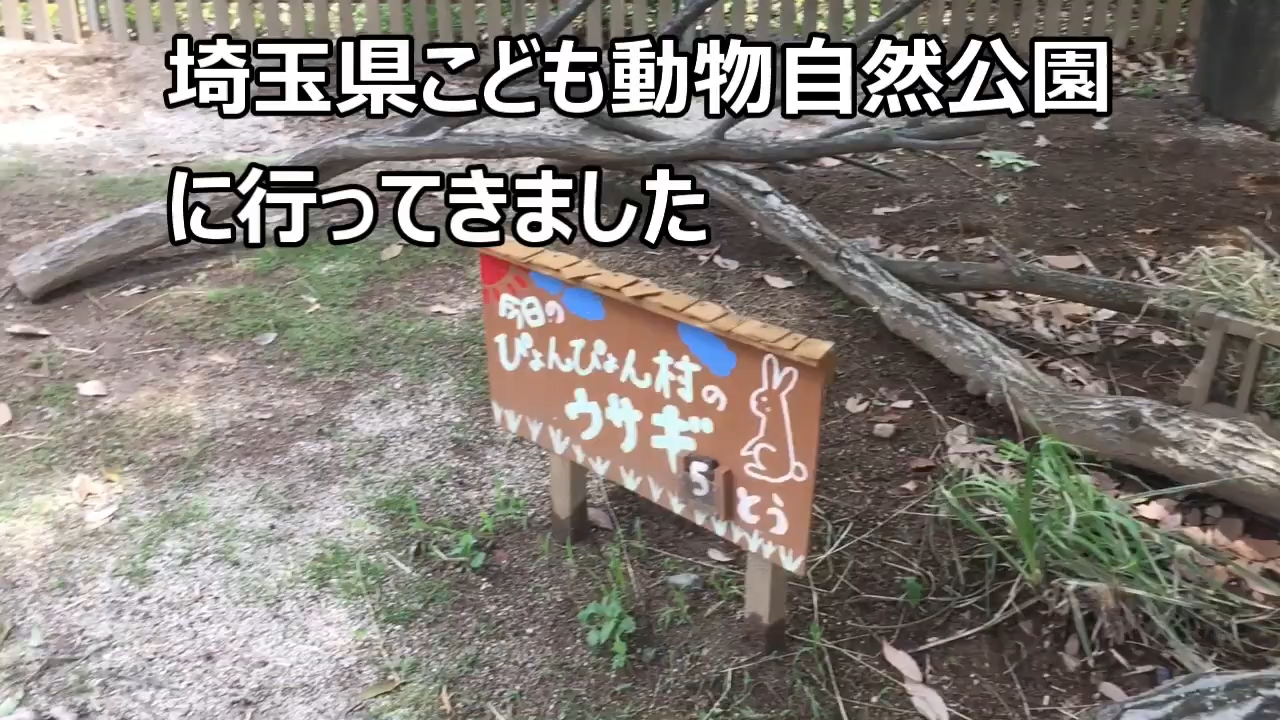 埼玉県こども動物自然公園
に行ってきました
今日の
ぴょんぴょん村の
ウサギ
5とう